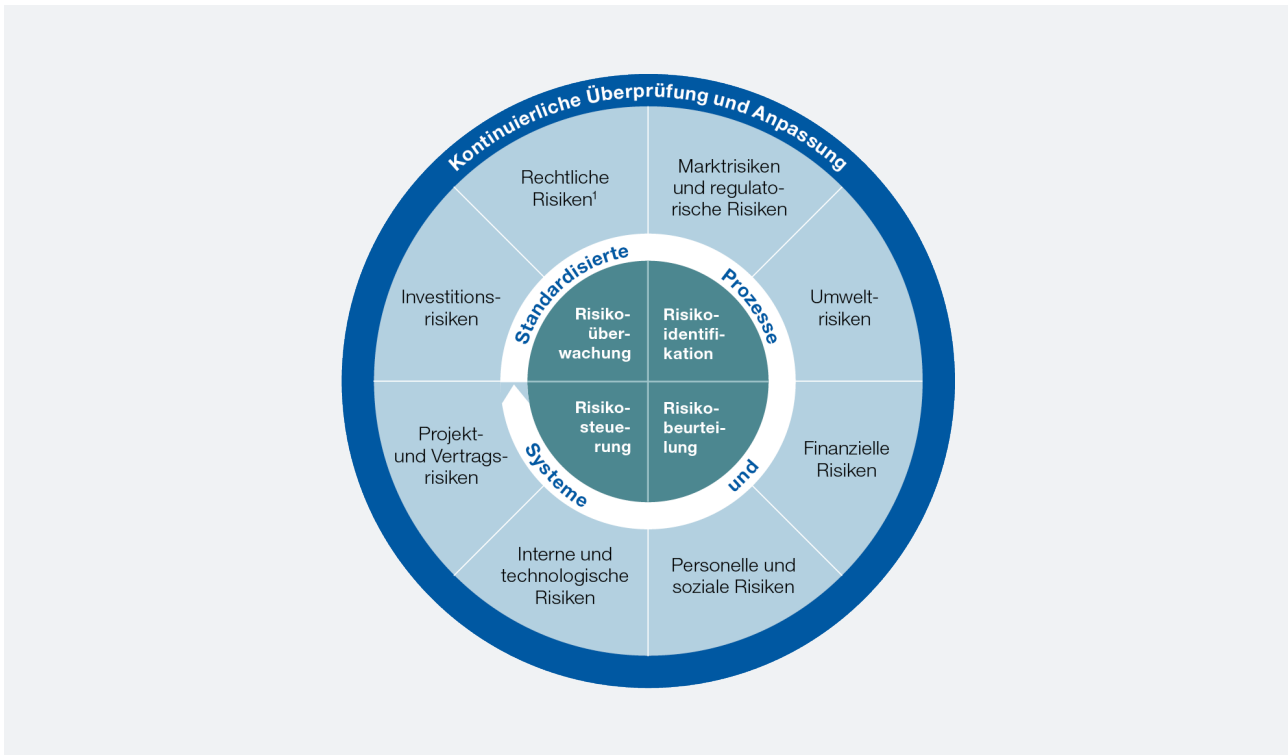 Kontinuierliche Überprüfung und Anpassung
Rechtliche
Risiken¹
Marktrisiken
und regulato-
rische Risiken
Investitions-
risiken
Umwelt-
risiken
Standardisierte
Prozesse
und
Systeme
Risiko-
über-
wachung
Risiko-
identifi-
kation
Risiko-
steue-
rung
Risiko-
beurtei-
lung
Projekt-
und Vertrags-
risiken
Finanzielle
Risiken
Interne und
technologische
Risiken
Personelle und
soziale Risiken